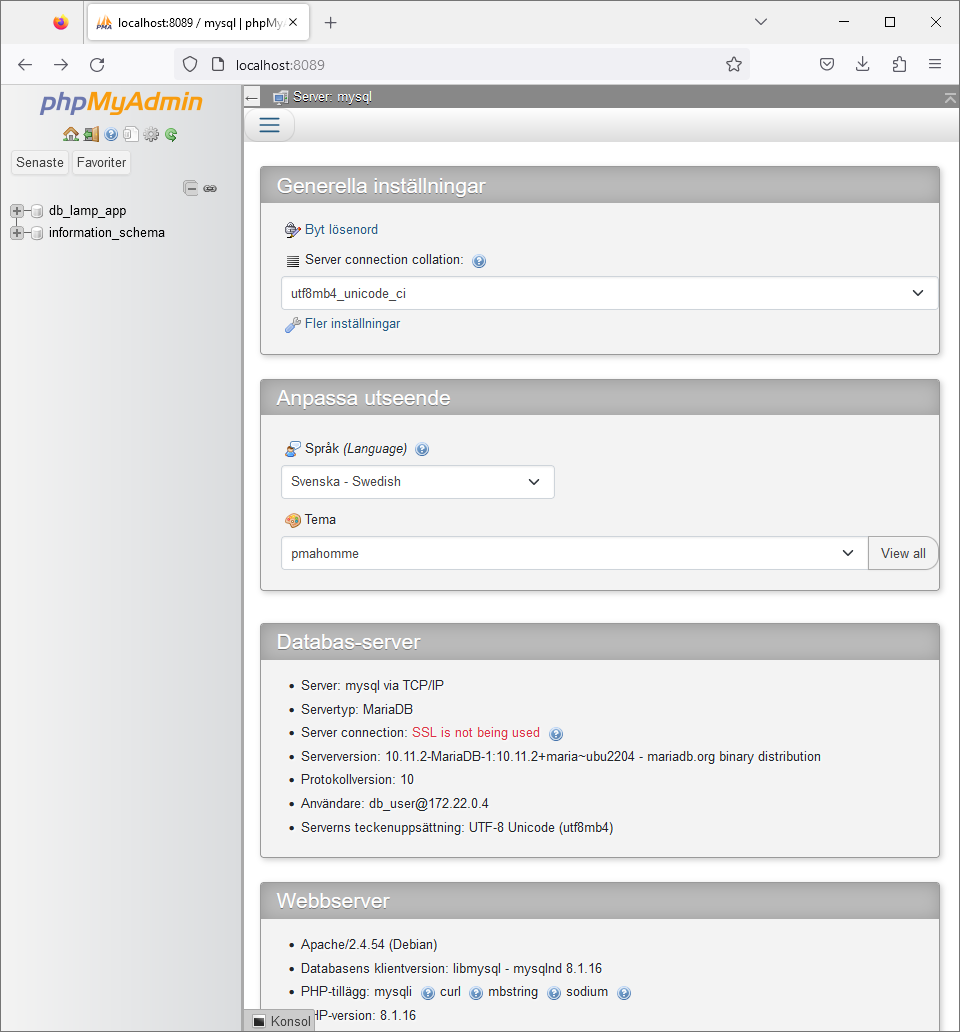 localhost:8089 / mysql | phpMy
localhost:8089
phpMyAdmin
Senaste Favoriter
db_lamp_app
information_schema
Server: mysql
Generella inställningar
Byt lösenord
Server connection collation:
utf8mb4_unicode_ci
Fler inställningar
Anpassa utseende
Språk (Language)
Svenska - Swedish
Tema
pmahomme View all
Databas-server
Server: mysql via TCP/IP
Servertyp: MariaDB
Server connection: SSL is not being used
Serverversion: 10.11.2-MariaDB-1:10.11.2+maria~ubu2204 - mariadb.org binary distribution
Protokollversion: 10
Användare: db_user@172.22.0.4
Serverns teckenuppsättning: UTF-8 Unicode (utf8mb4)
Webbserver
Apache/2.4.54 (Debian)
Databasens klientversion: libmysql - mysqlnd 8.1.16
PHP-tillägg: mysqli curl mbstring sodium
HP-version: 8.1.16
Konsol